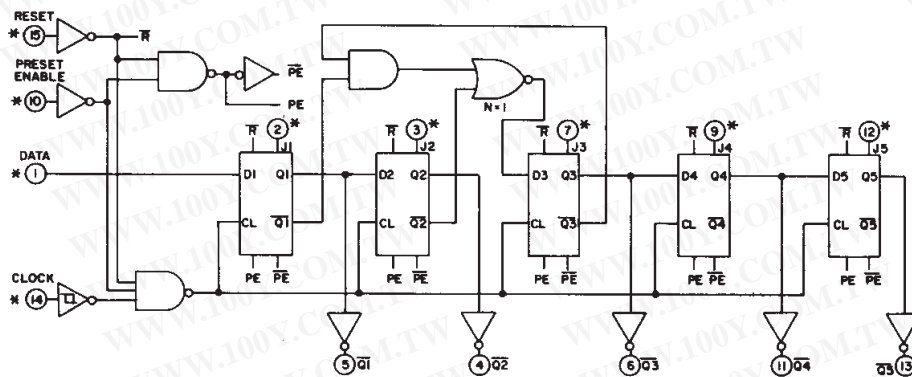 WWW.100Y.COM.TW
RESET
* 15
R
PRESET
ENABLE
* 10
PE
PE
N=1
DATA
* 1
R 2 * J1
D1 Q1
CL Q1
PE PE
R 3 * J2
D2 Q2
CL Q2
PE PE
R 7 * J3
D3 Q3
CL Q3
PE PE
R 9 * J4
D4 Q4
CL Q4
PE PE
R 12 * J5
D5 Q5
CL Q5
PE PE
CLOCK
* 14
5 Q1
4 Q2
6 Q3
11 Q4
Q5 13